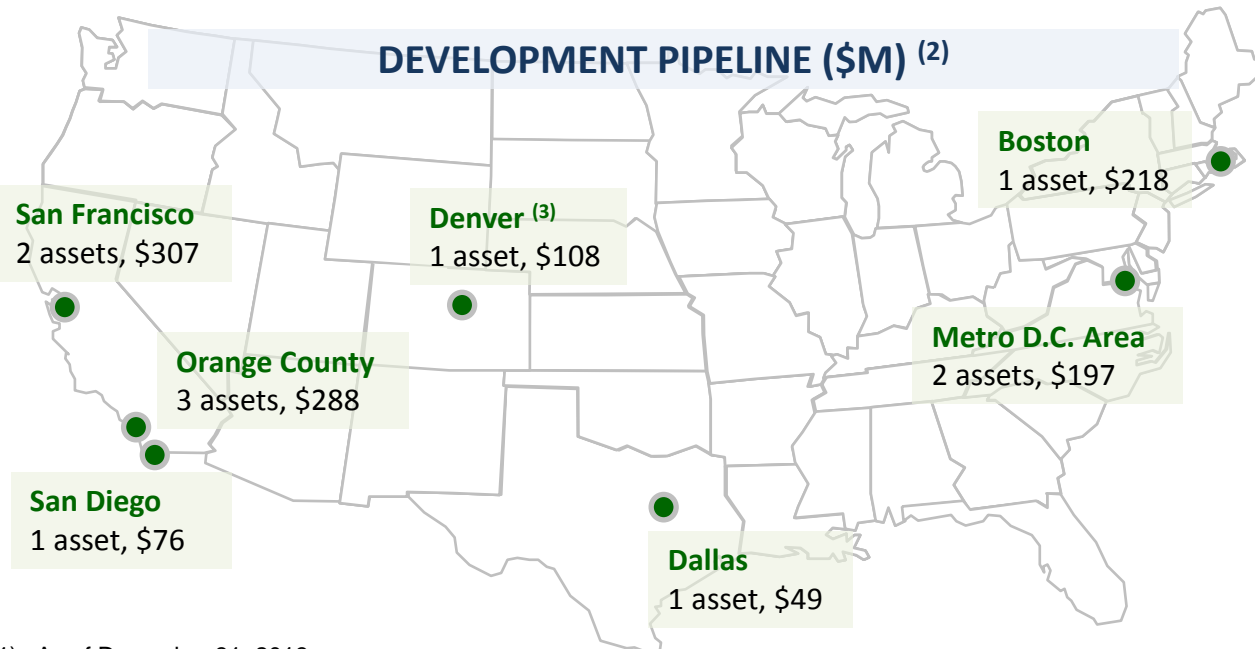 DEVELOPMENT PIPELINE ($M) (2)
Boston
1 asset, $218
San Francisco
2 assets, $307
Denver (3)
1 asset, $108
Metro D.C. Area
2 assets, $197
Orange County
3 assets, $288
San Diego
1 asset, $76
Dallas
1 asset, $49